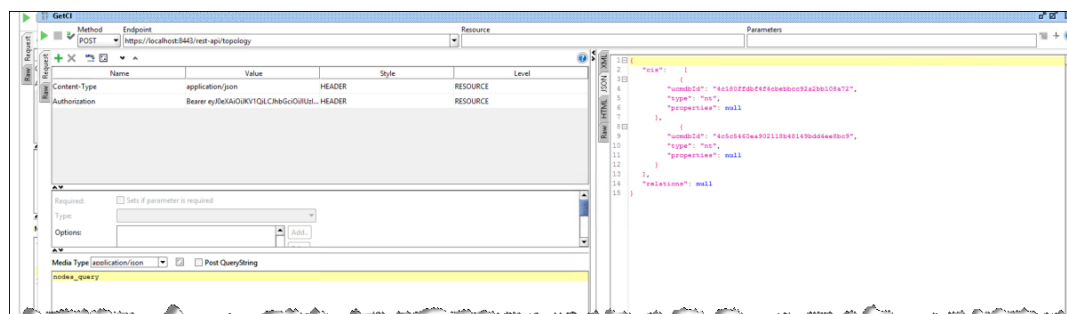 GetCI
Method Endpoint Resource Parameters
POST https://localhost:8443/rest-api/topology
Request
Raw
Request
Raw
Name Value Style Level
Content-Type application/json HEADER RESOURCE
Authorization Bearer eyJ0eXAiOiJKV1QiLCJhbGciOiJIUzI... HEADER RESOURCE
Required: Sets if parameter is required
Type:
Options: Add..
Media Type application/json Post QueryString
nodes_query
XML
JSON
HTML
Raw
1 {
2 "cis": [
3 {
4 "ucmdbId": "4c180ffdbf4f6cbebbcc92a2bb108a72",
5 "type": "nt",
6 "properties": null
7 },
8 {
9 "ucmdbId": "4c5c5460ea902118b48149bdd4ee8bc9",
10 "type": "nt",
11 "properties": null
12 }
13 ],
14 "relations": null
15 }